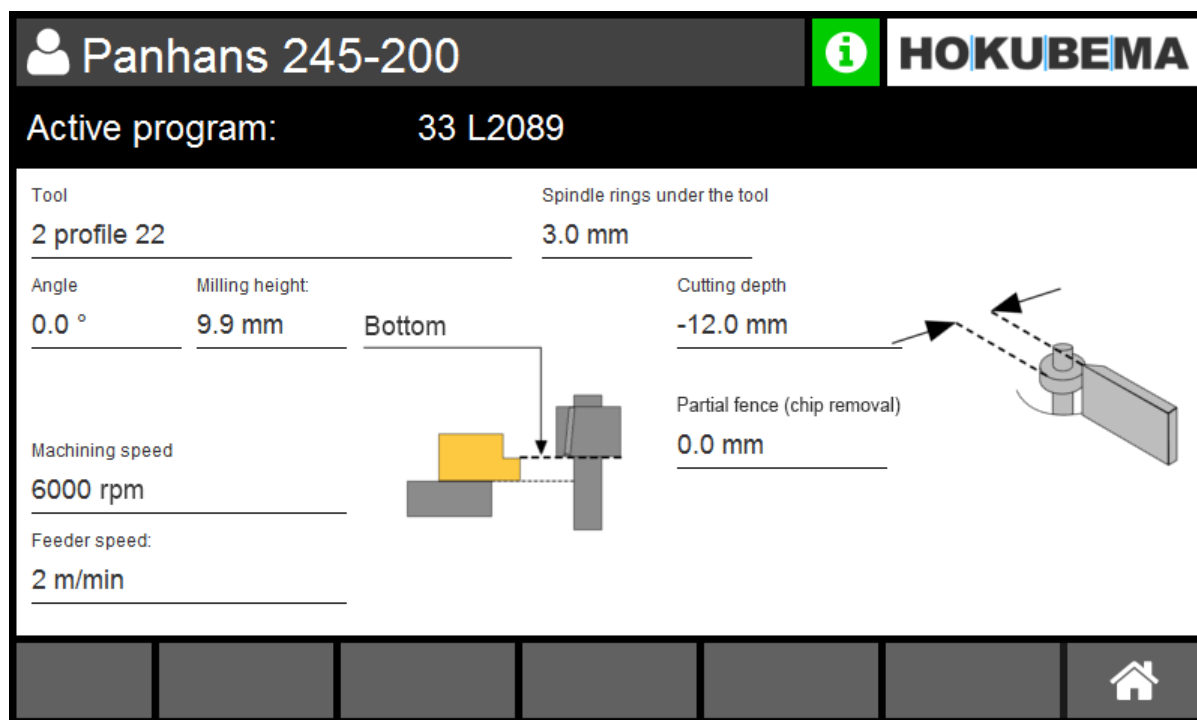 Panhans 245-200
HOKUBEMA
Active program: 33 L2089
Tool
2 profile 22
Spindle rings under the tool
3.0 mm
Angle
0.0 °
Milling height:
9.9 mm
Bottom
Cutting depth
-12.0 mm
Partial fence (chip removal)
0.0 mm
Machining speed
6000 rpm
Feeder speed:
2 m/min